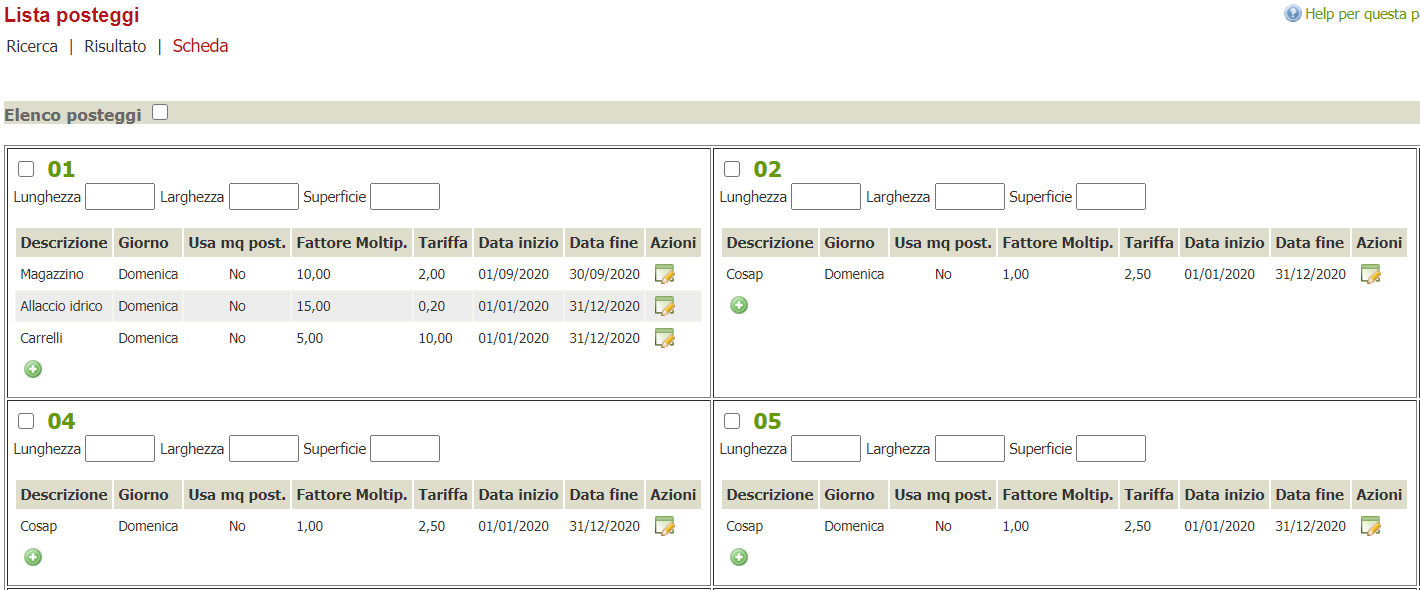 Lista posteggi
Help per questa p
Ricerca | Risultato | Scheda
Elenco posteggi
01
Lunghezza Larghezza Superficie
Descrizione Giorno Usa mq post. Fattore Moltip. Tariffa Data inizio Data fine Azioni
Magazzino Domenica No 10,00 2,00 01/09/2020 30/09/2020
Allaccio idrico Domenica No 15,00 0,20 01/01/2020 31/12/2020
Carrelli Domenica No 5,00 10,00 01/01/2020 31/12/2020
02
Lunghezza Larghezza Superficie
Descrizione Giorno Usa mq post. Fattore Moltip. Tariffa Data inizio Data fine Azioni
Cosap Domenica No 1,00 2,50 01/01/2020 31/12/2020
04
Lunghezza Larghezza Superficie
Descrizione Giorno Usa mq post. Fattore Moltip. Tariffa Data inizio Data fine Azioni
Cosap Domenica No 1,00 2,50 01/01/2020 31/12/2020
05
Lunghezza Larghezza Superficie
Descrizione Giorno Usa mq post. Fattore Moltip. Tariffa Data inizio Data fine Azioni
Cosap Domenica No 1,00 2,50 01/01/2020 31/12/2020